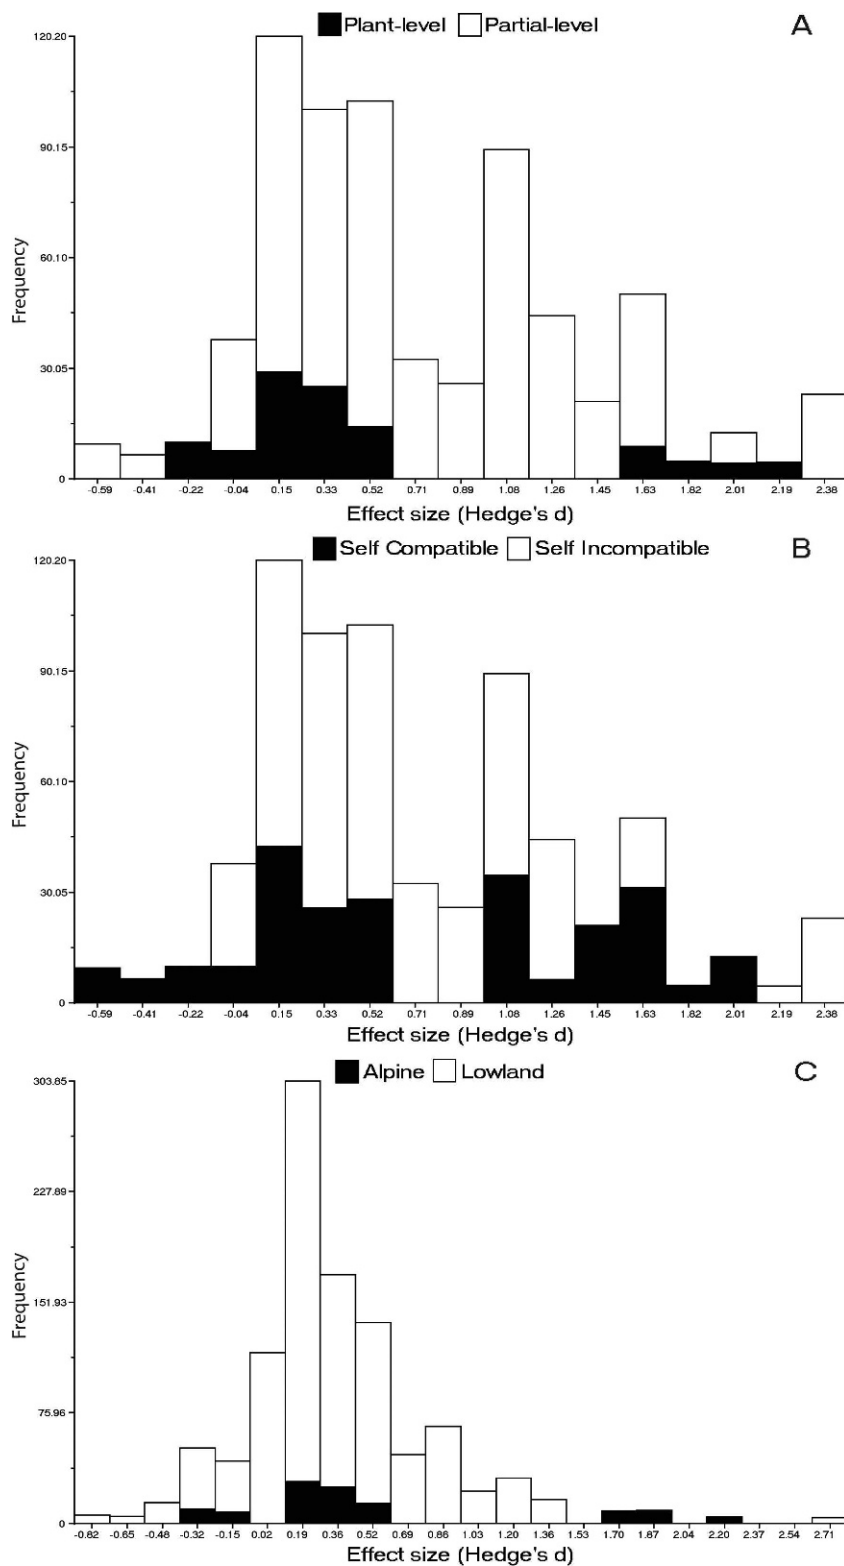 Plant-level Partial-level A
120.20
90.15
60.10
30.05
0
Frequency
-0.59 -0.41 -0.22 -0.04 0.15 0.33 0.52 0.71 0.89 1.08 1.26 1.45 1.63 1.82 2.01 2.19 2.38
Effect size (Hedge's d)
Self Compatible Self Incompatible B
120.20
90.15
60.10
30.05
0
Frequency
-0.59 -0.41 -0.22 -0.04 0.15 0.33 0.52 0.71 0.89 1.08 1.26 1.45 1.63 1.82 2.01 2.19 2.38
Effect size (Hedge's d)
Alpine Lowland C
303.85
227.89
151.93
75.96
0
Frequency
-0.82 -0.65 -0.48 -0.32 -0.15 0.02 0.19 0.36 0.52 0.69 0.86 1.03 1.20 1.36 1.53 1.70 1.87 2.04 2.20 2.37 2.54 2.71
Effect size (Hedge's d)